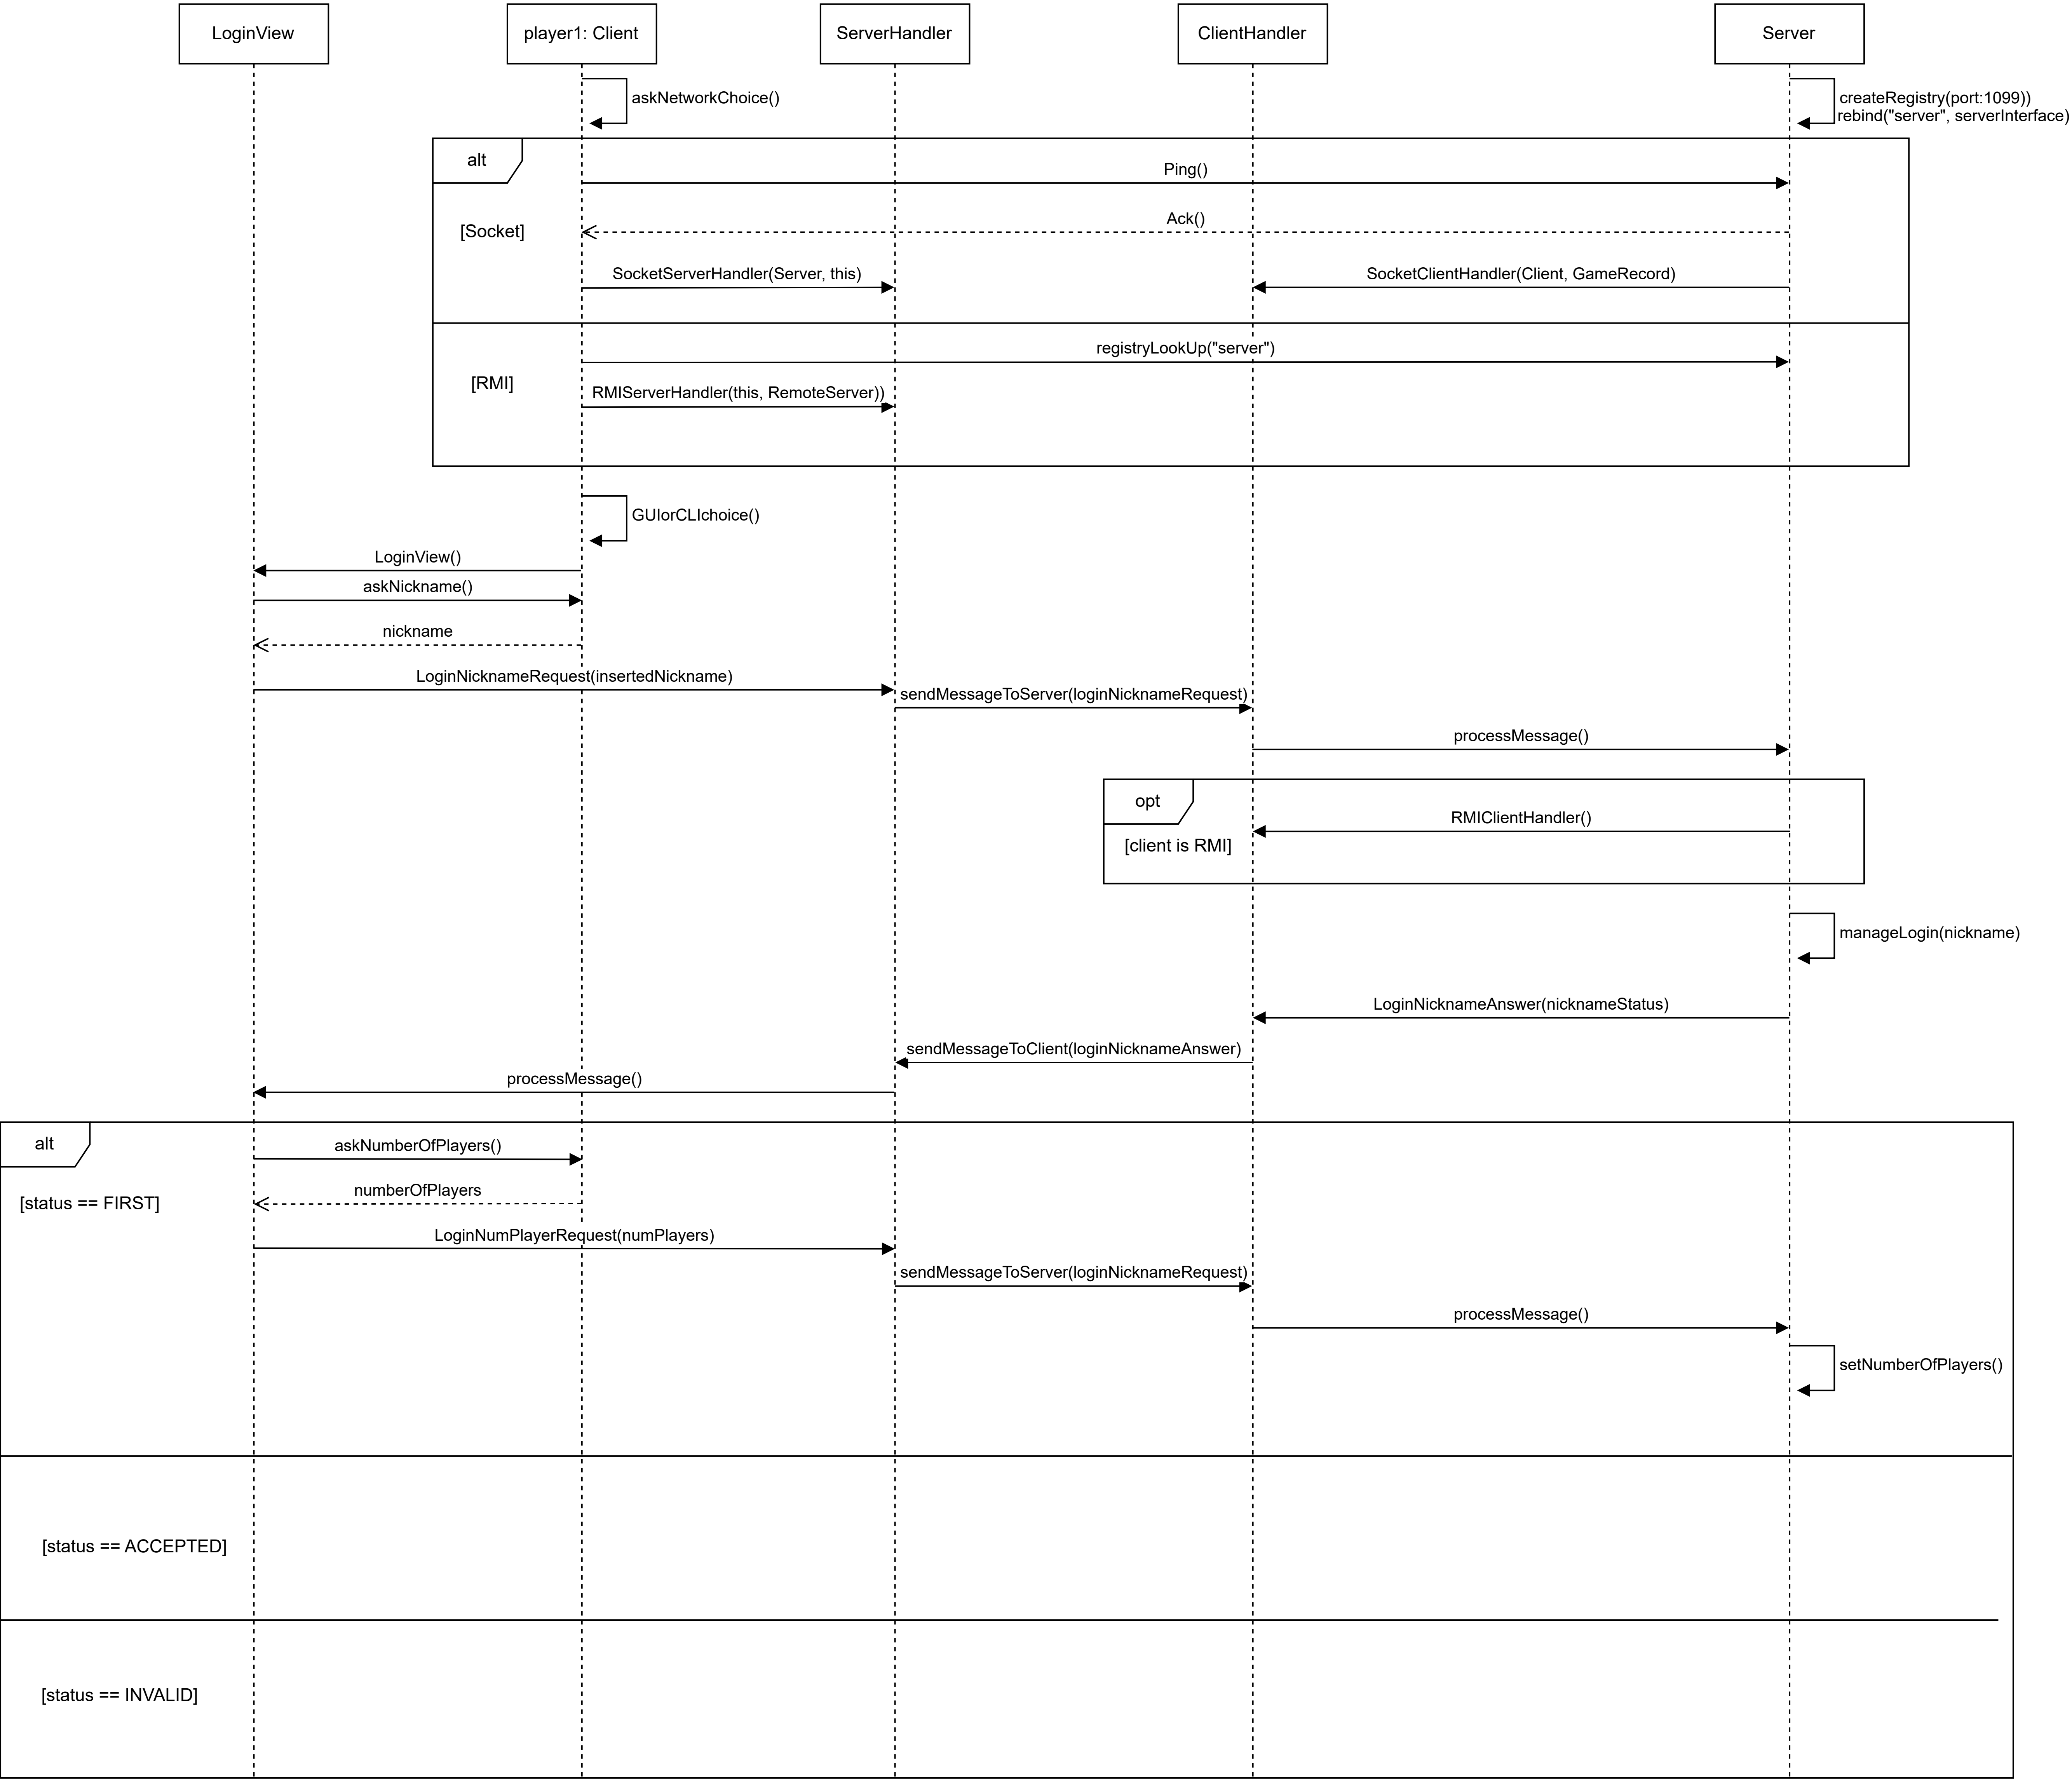 LoginView
player1: Client
ServerHandler
ClientHandler
Server
askNetworkChoice()
createRegistry(port:1099))
rebind("server", serverInterface)
alt
Ping()
[Socket]
Ack()
SocketServerHandler(Server, this)
SocketClientHandler(Client, GameRecord)
registryLookUp("server")
[RMI]
RMIServerHandler(this, RemoteServer))
GUIorCLIchoice()
LoginView()
askNickname()
nickname
LoginNicknameRequest(insertedNickname)
sendMessageToServer(loginNicknameRequest)
processMessage()
opt
RMIClientHandler()
[client is RMI]
manageLogin(nickname)
LoginNicknameAnswer(nicknameStatus)
sendMessageToClient(loginNicknameAnswer)
processMessage()
alt
askNumberOfPlayers()
numberOfPlayers
[status == FIRST]
LoginNumPlayerRequest(numPlayers)
sendMessageToServer(loginNicknameRequest)
processMessage()
setNumberOfPlayers()
[status == ACCEPTED]
[status == INVALID]